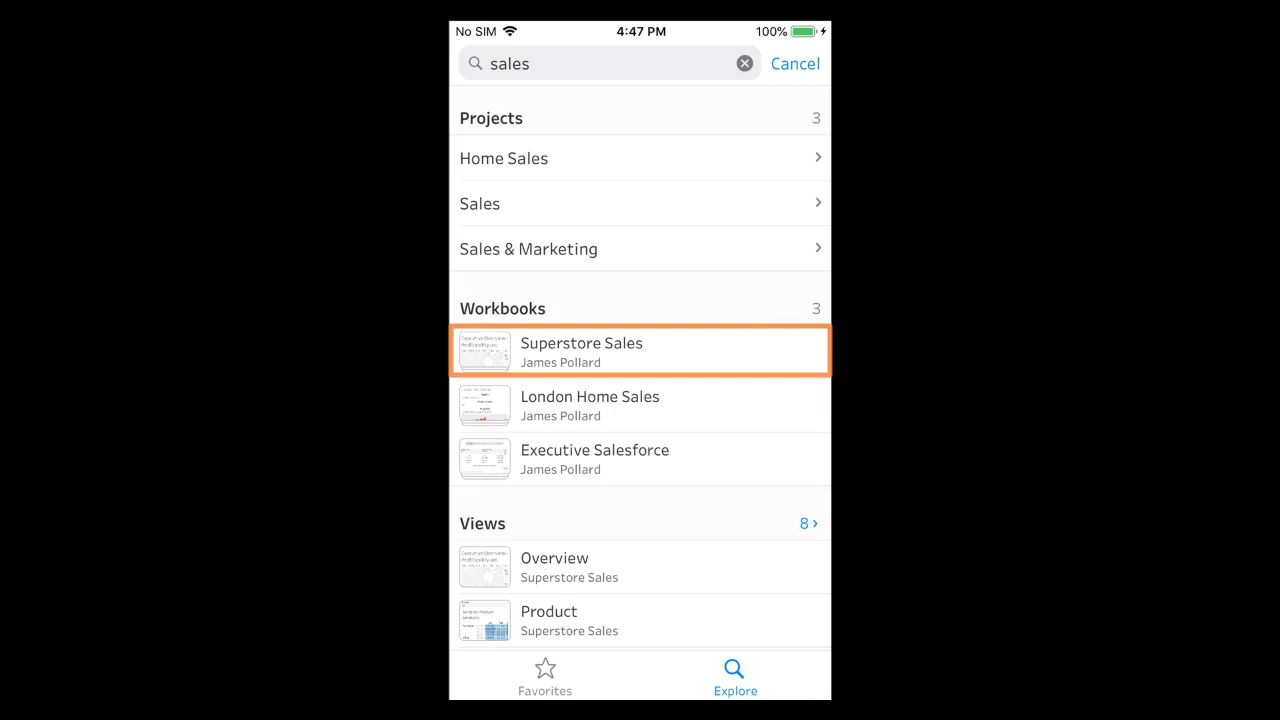 No SIM 4:47 PM 100%
sales Cancel
Projects 3
Home Sales
Sales
Sales & Marketing
Workbooks 3
Superstore Sales
James Pollard
London Home Sales
James Pollard
Executive Salesforce
James Pollard
Views 8
Overview
Superstore Sales
Product
Superstore Sales
Favorites Explore